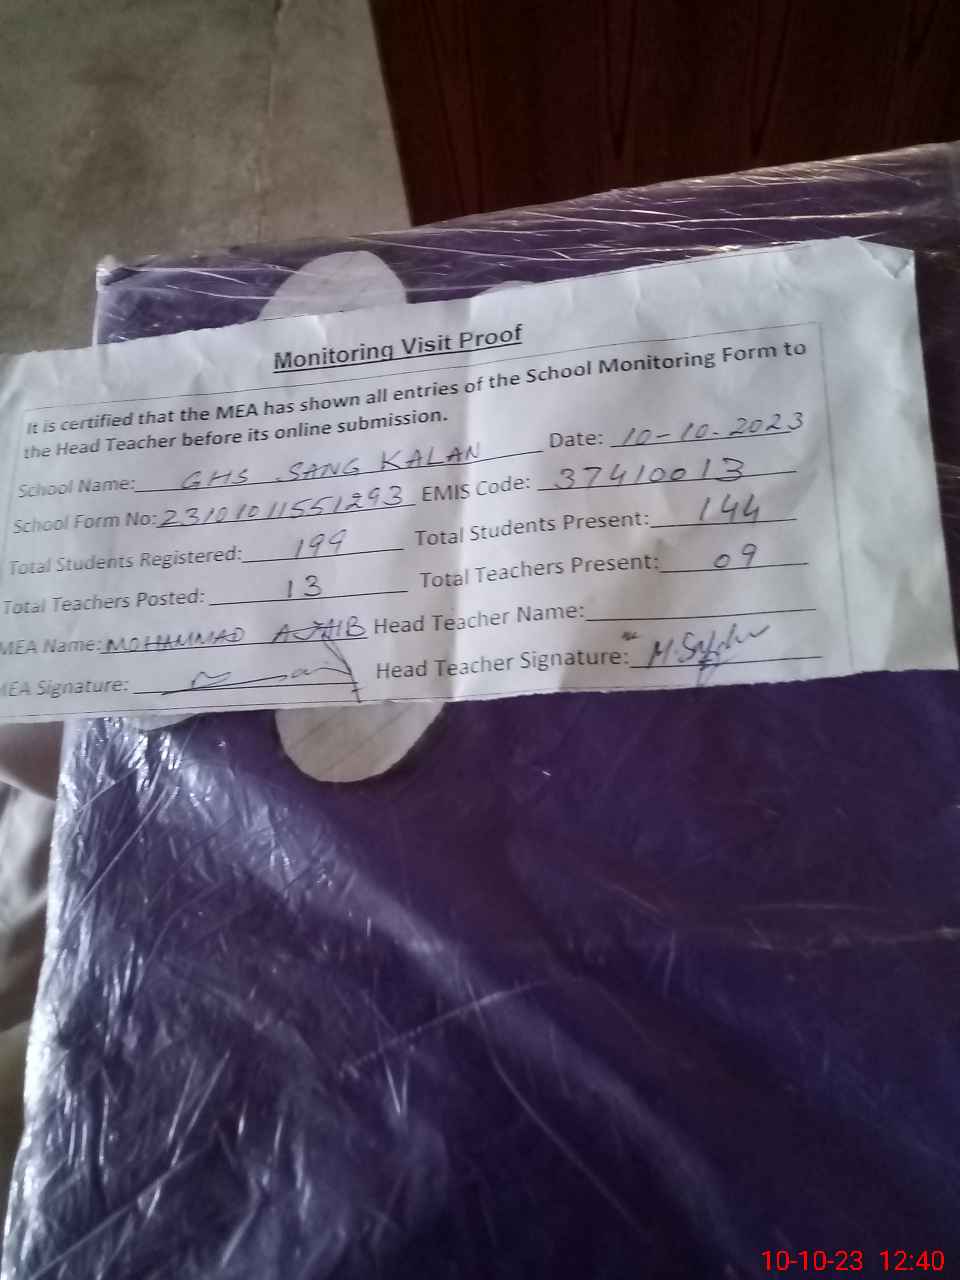 Monitoring Visit Proof
It is certified that the MEA has shown all entries of the School Monitoring Form to
the Head Teacher before its online submission.
School Name: GHS SANG KALAN Date: 10-10-2023
School Form No: 23101011551293 EMIS Code: 37410013
Total Students Registered: 199 Total Students Present: 144
Total Teachers Posted: 13 Total Teachers Present: 09
MEA Name: MOHAMMAD AJAIB Head Teacher Name:
MEA Signature: Head Teacher Signature:
10-10-23 12:40